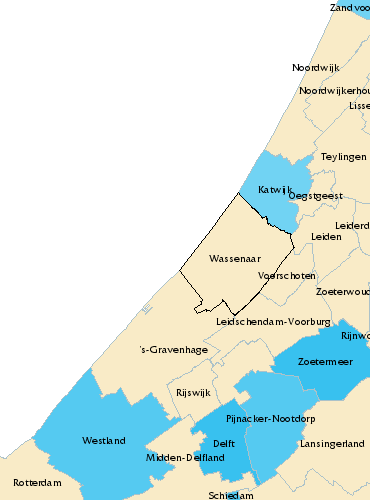 Zandvoo
Noordwijk
Noordwijkerhou
Lisse
Teylingen
Katwijk
Oegstgeest
Leiderd
Leiden
Wassenaar
Voorschoten
Zoeterwoud
Leidschendam-Voorburg
Rijnwo
's-Gravenhage
Zoetermeer
Rijswijk
Pijnacker-Nootdorp
Westland
Delft
Lansingerland
Midden-Delfland
Rotterdam
Schiedam